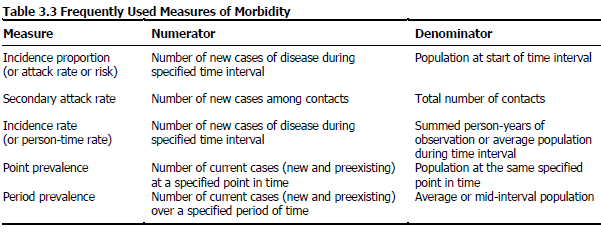 Table 3.3 Frequently Used Measures of Morbidity
Measure Numerator Denominator
Incidence proportion Number of new cases of disease during Population at start of time interval
(or attack rate or risk) specified time interval
Secondary attack rate Number of new cases among contacts Total number of contacts
Incidence rate Number of new cases of disease during Summed person-years of
(or person-time rate) specified time interval observation or average population
during time interval
Point prevalence Number of current cases (new and preexisting) Population at the same specified
at a specified point in time point in time
Period prevalence Number of current cases (new and preexisting) Average or mid-interval population
over a specified period of time